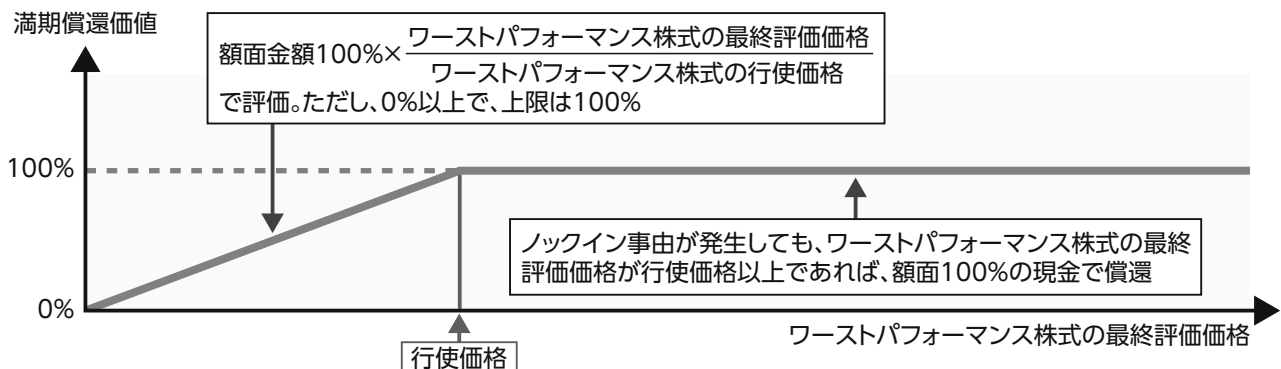 満期償還価値
額面金額100%×ワーストパフォーマンス株式の最終評価価格
ワーストパフォーマンス株式の行使価格
で評価。ただし、0%以上で、上限は100%
100%
ノックイン事由が発生しても、ワーストパフォーマンス株式の最終
評価価格が行使価格以上であれば、額面100%の現金で償還
0%
ワーストパフォーマンス株式の最終評価価格
行使価格